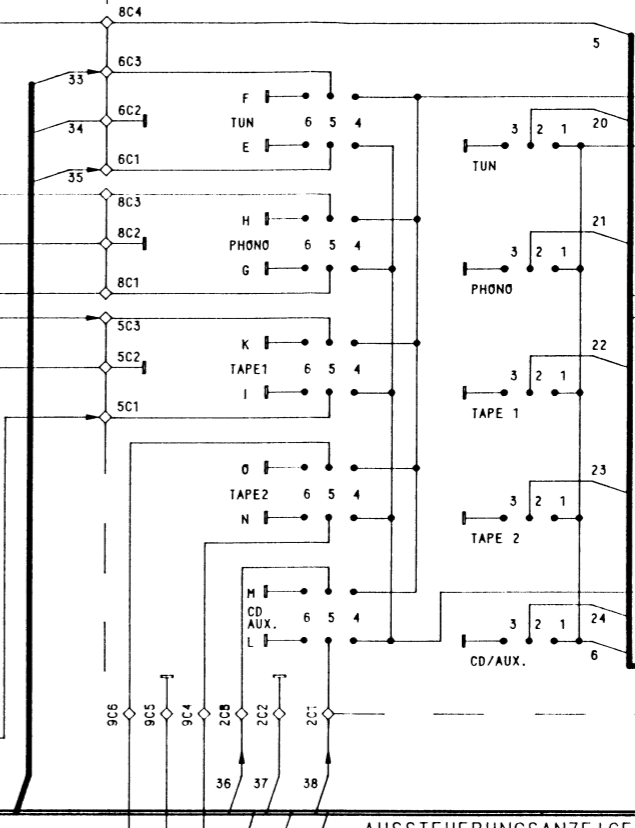 8C4
5
6C3
33
F
6C2
TUN 6 5 4
3 2 1 20
34
E
TUN
6C1
35
8C3
H
21
8C2
PHONO 6 5 4
3 2 1
G
8C1
PHONO
5C3
K
22
5C2
TAPE1 6 5 4
3 2 1
I
5C1
TAPE 1
O
23
TAPE2 6 5 4
3 2 1
N
TAPE 2
M
CD
AUX. 6 5 4
3 2 1 24
L
6
CD/AUX.
9C6 9C5 9C4 2C2 2C1
36 37 38